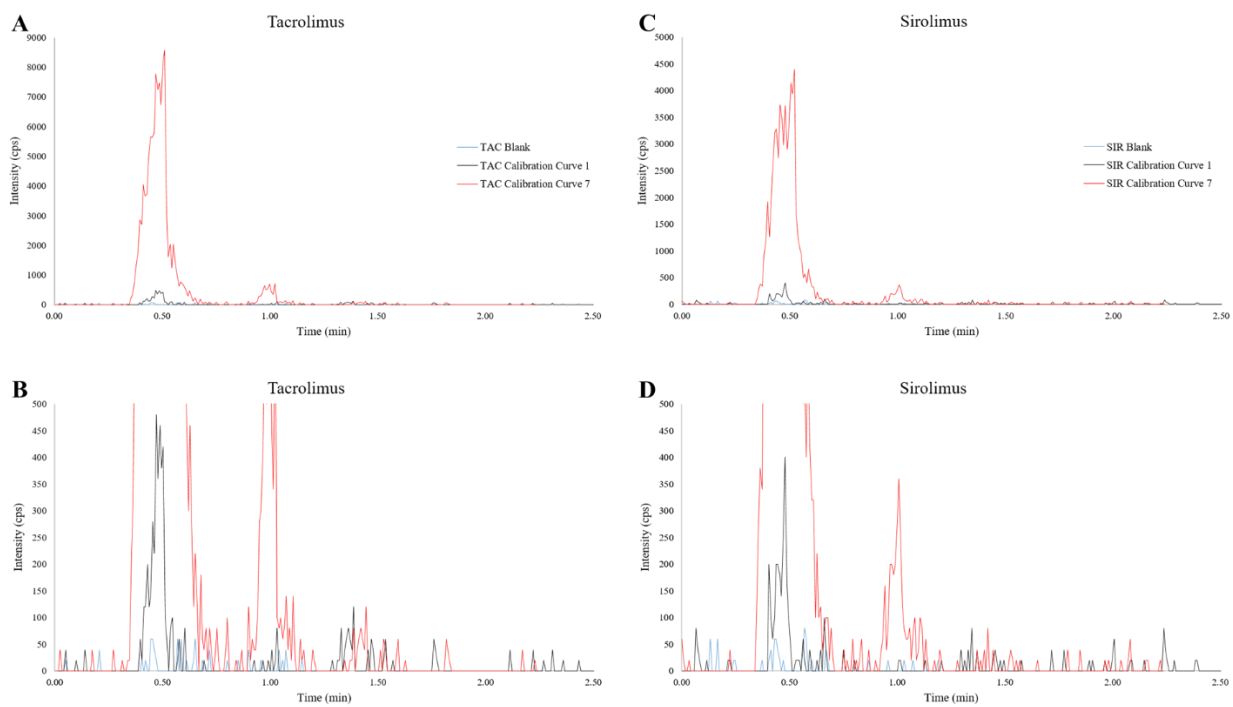 A
Tacrolimus
9000
8000
7000
6000
5000
4000
3000
2000
1000
0
Intensity (cps)
TAC Blank
TAC Calibration Curve 1
TAC Calibration Curve 7
0.00 0.50 1.00 1.50 2.00 2.50
Time (min)
C
Sirolimus
5000
4500
4000
3500
3000
2500
2000
1500
1000
500
0
Intensity (cps)
SIR Blank
SIR Calibration Curve 1
SIR Calibration Curve 7
0.00 0.50 1.00 1.50 2.00 2.50
Time (min)
B
Tacrolimus
500
450
400
350
300
250
200
150
100
50
0
Intensity (cps)
0.00 0.50 1.00 1.50 2.00 2.50
Time (min)
D
Sirolimus
500
450
400
350
300
250
200
150
100
50
0
Intensity (cps)
0.00 0.50 1.00 1.50 2.00 2.50
Time (min)